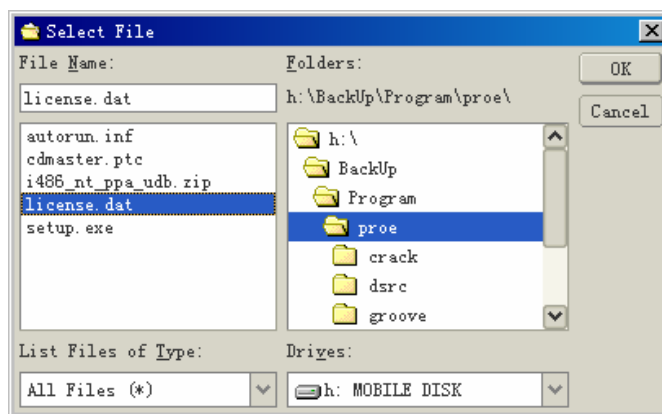 Select File
File Name:
Folders:
OK
license.dat
h:\BackUp\Program\proe\
Cancel
autorun.inf
cdmaster.ptc
i486_nt_ppa_udb.zip
license.dat
setup.exe
h:\
BackUp
Program
proe
crack
dsrc
groove
List Files of Type:
Drives:
All Files (*)
h: MOBILE DISK